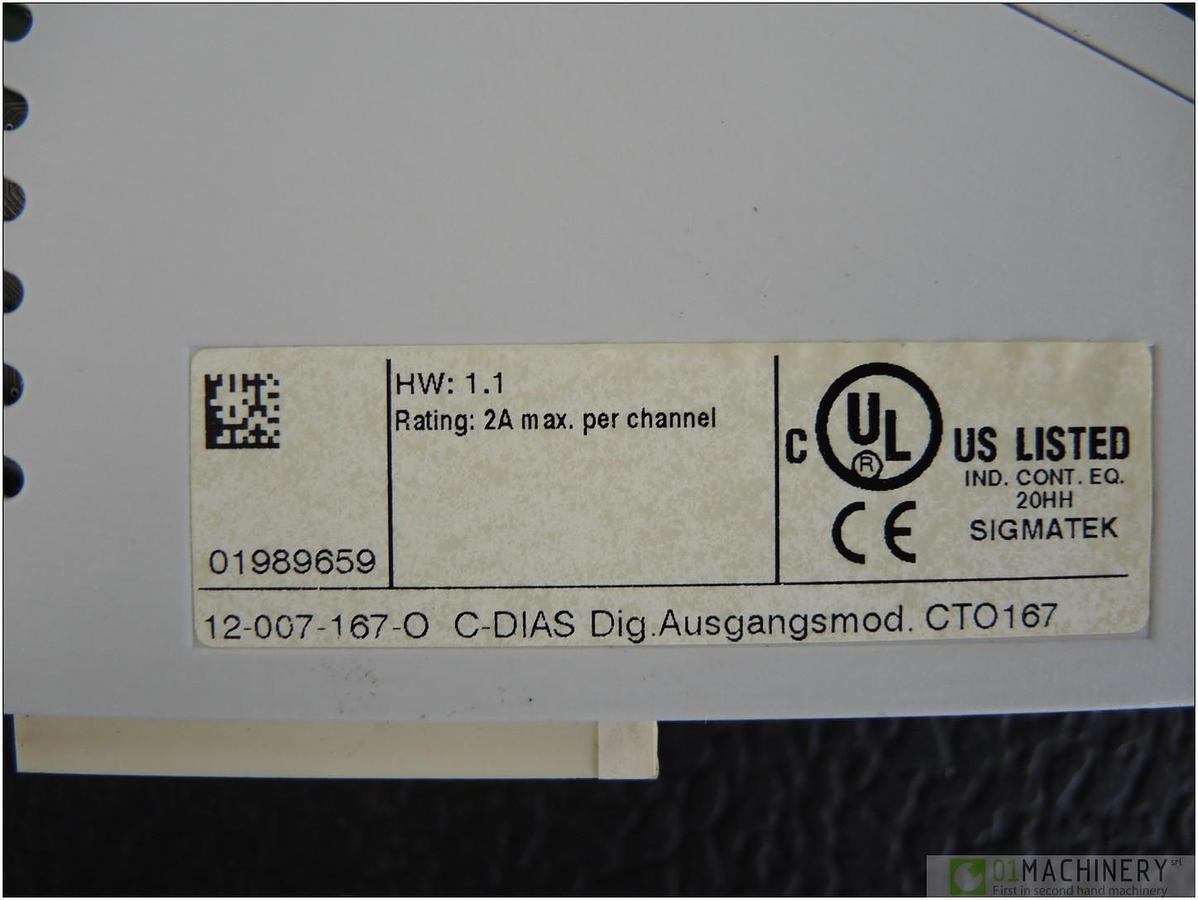 HW: 1.1
Rating: 2A max. per channel
C UL ® US LISTED
IND. CONT. EQ.
20HH
CE SIGMATEK
01989659
12-007-167-O C-DIAS Dig.Ausgangsmod. CTO167
01MACHINERY srl
First in second hand machinery